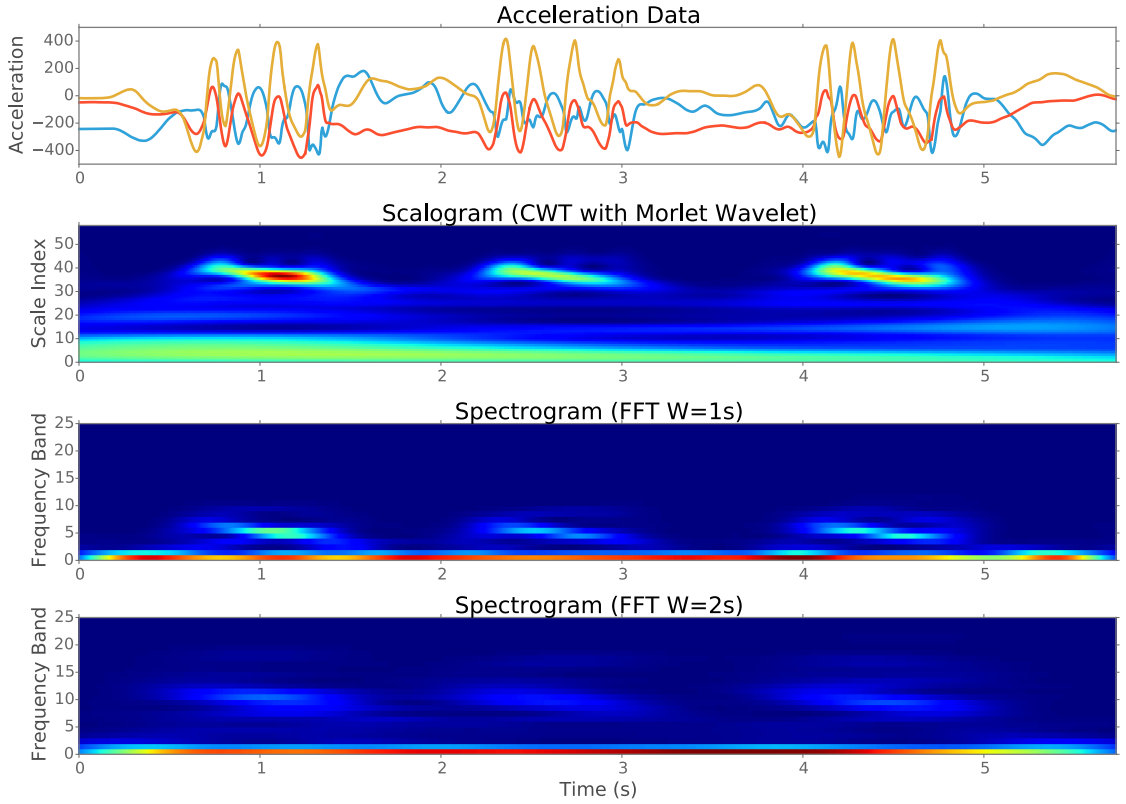 Acceleration Data
Acceleration
400
200
0
−200
−400
0 1 2 3 4 5
Scalogram (CWT with Morlet Wavelet)
Scale Index
50
40
30
20
10
0
0 1 2 3 4 5
Spectrogram (FFT W=1s)
Frequency Band
25
20
15
10
5
0
0 1 2 3 4 5
Spectrogram (FFT W=2s)
Frequency Band
25
20
15
10
5
0
0 1 2 3 4 5
Time (s)